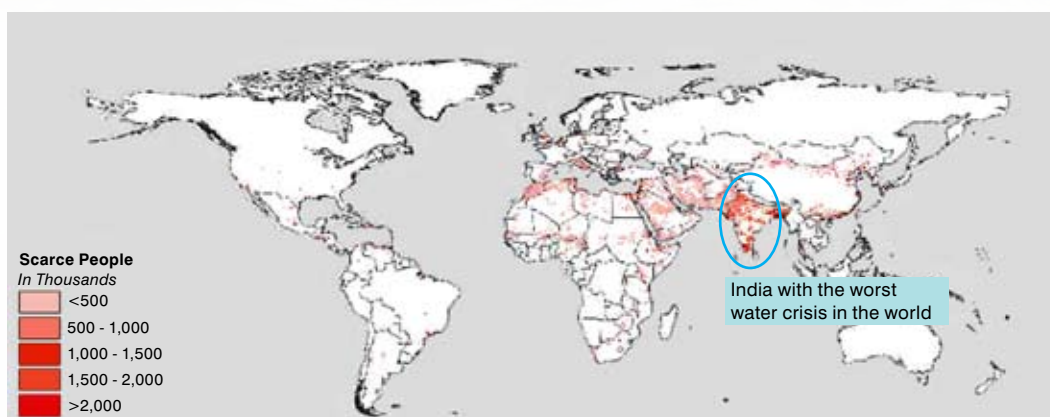 Scarce People
In Thousands
<500
500 - 1,000
1,000 - 1,500
1,500 - 2,000
>2,000
India with the worst
water crisis in the world